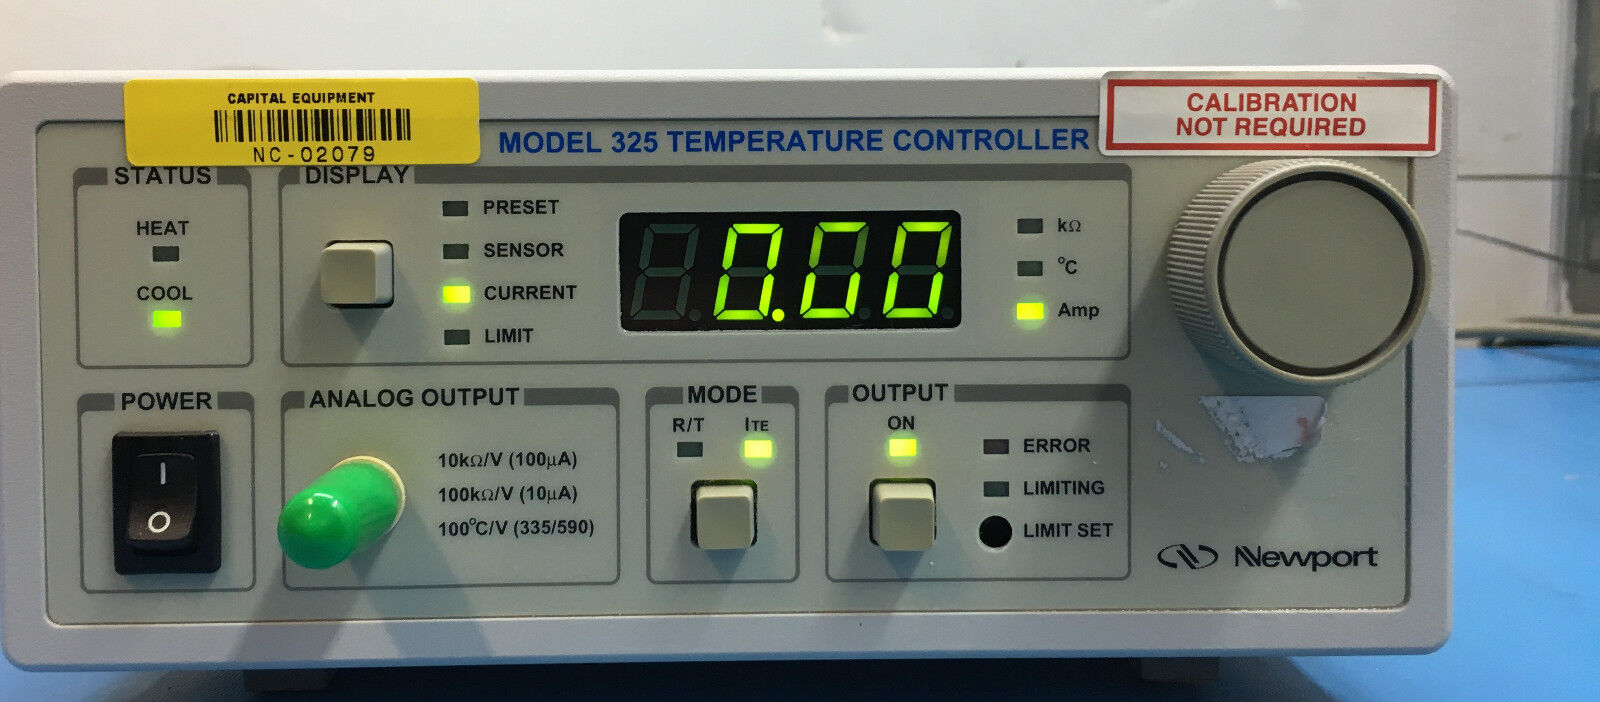 CAPITAL EQUIPMENT
NC-02079
MODEL 325 TEMPERATURE CONTROLLER
CALIBRATION
NOT REQUIRED
STATUS
HEAT
COOL
DISPLAY
PRESET
SENSOR
CURRENT
LIMIT
0.00
kΩ
°C
Amp
POWER
I
O
ANALOG OUTPUT
10kΩ/V (100µA)
100kΩ/V (10µA)
100°C/V (335/590)
MODE
R/T
ITE
OUTPUT
ON
ERROR
LIMITING
LIMIT SET
Newport